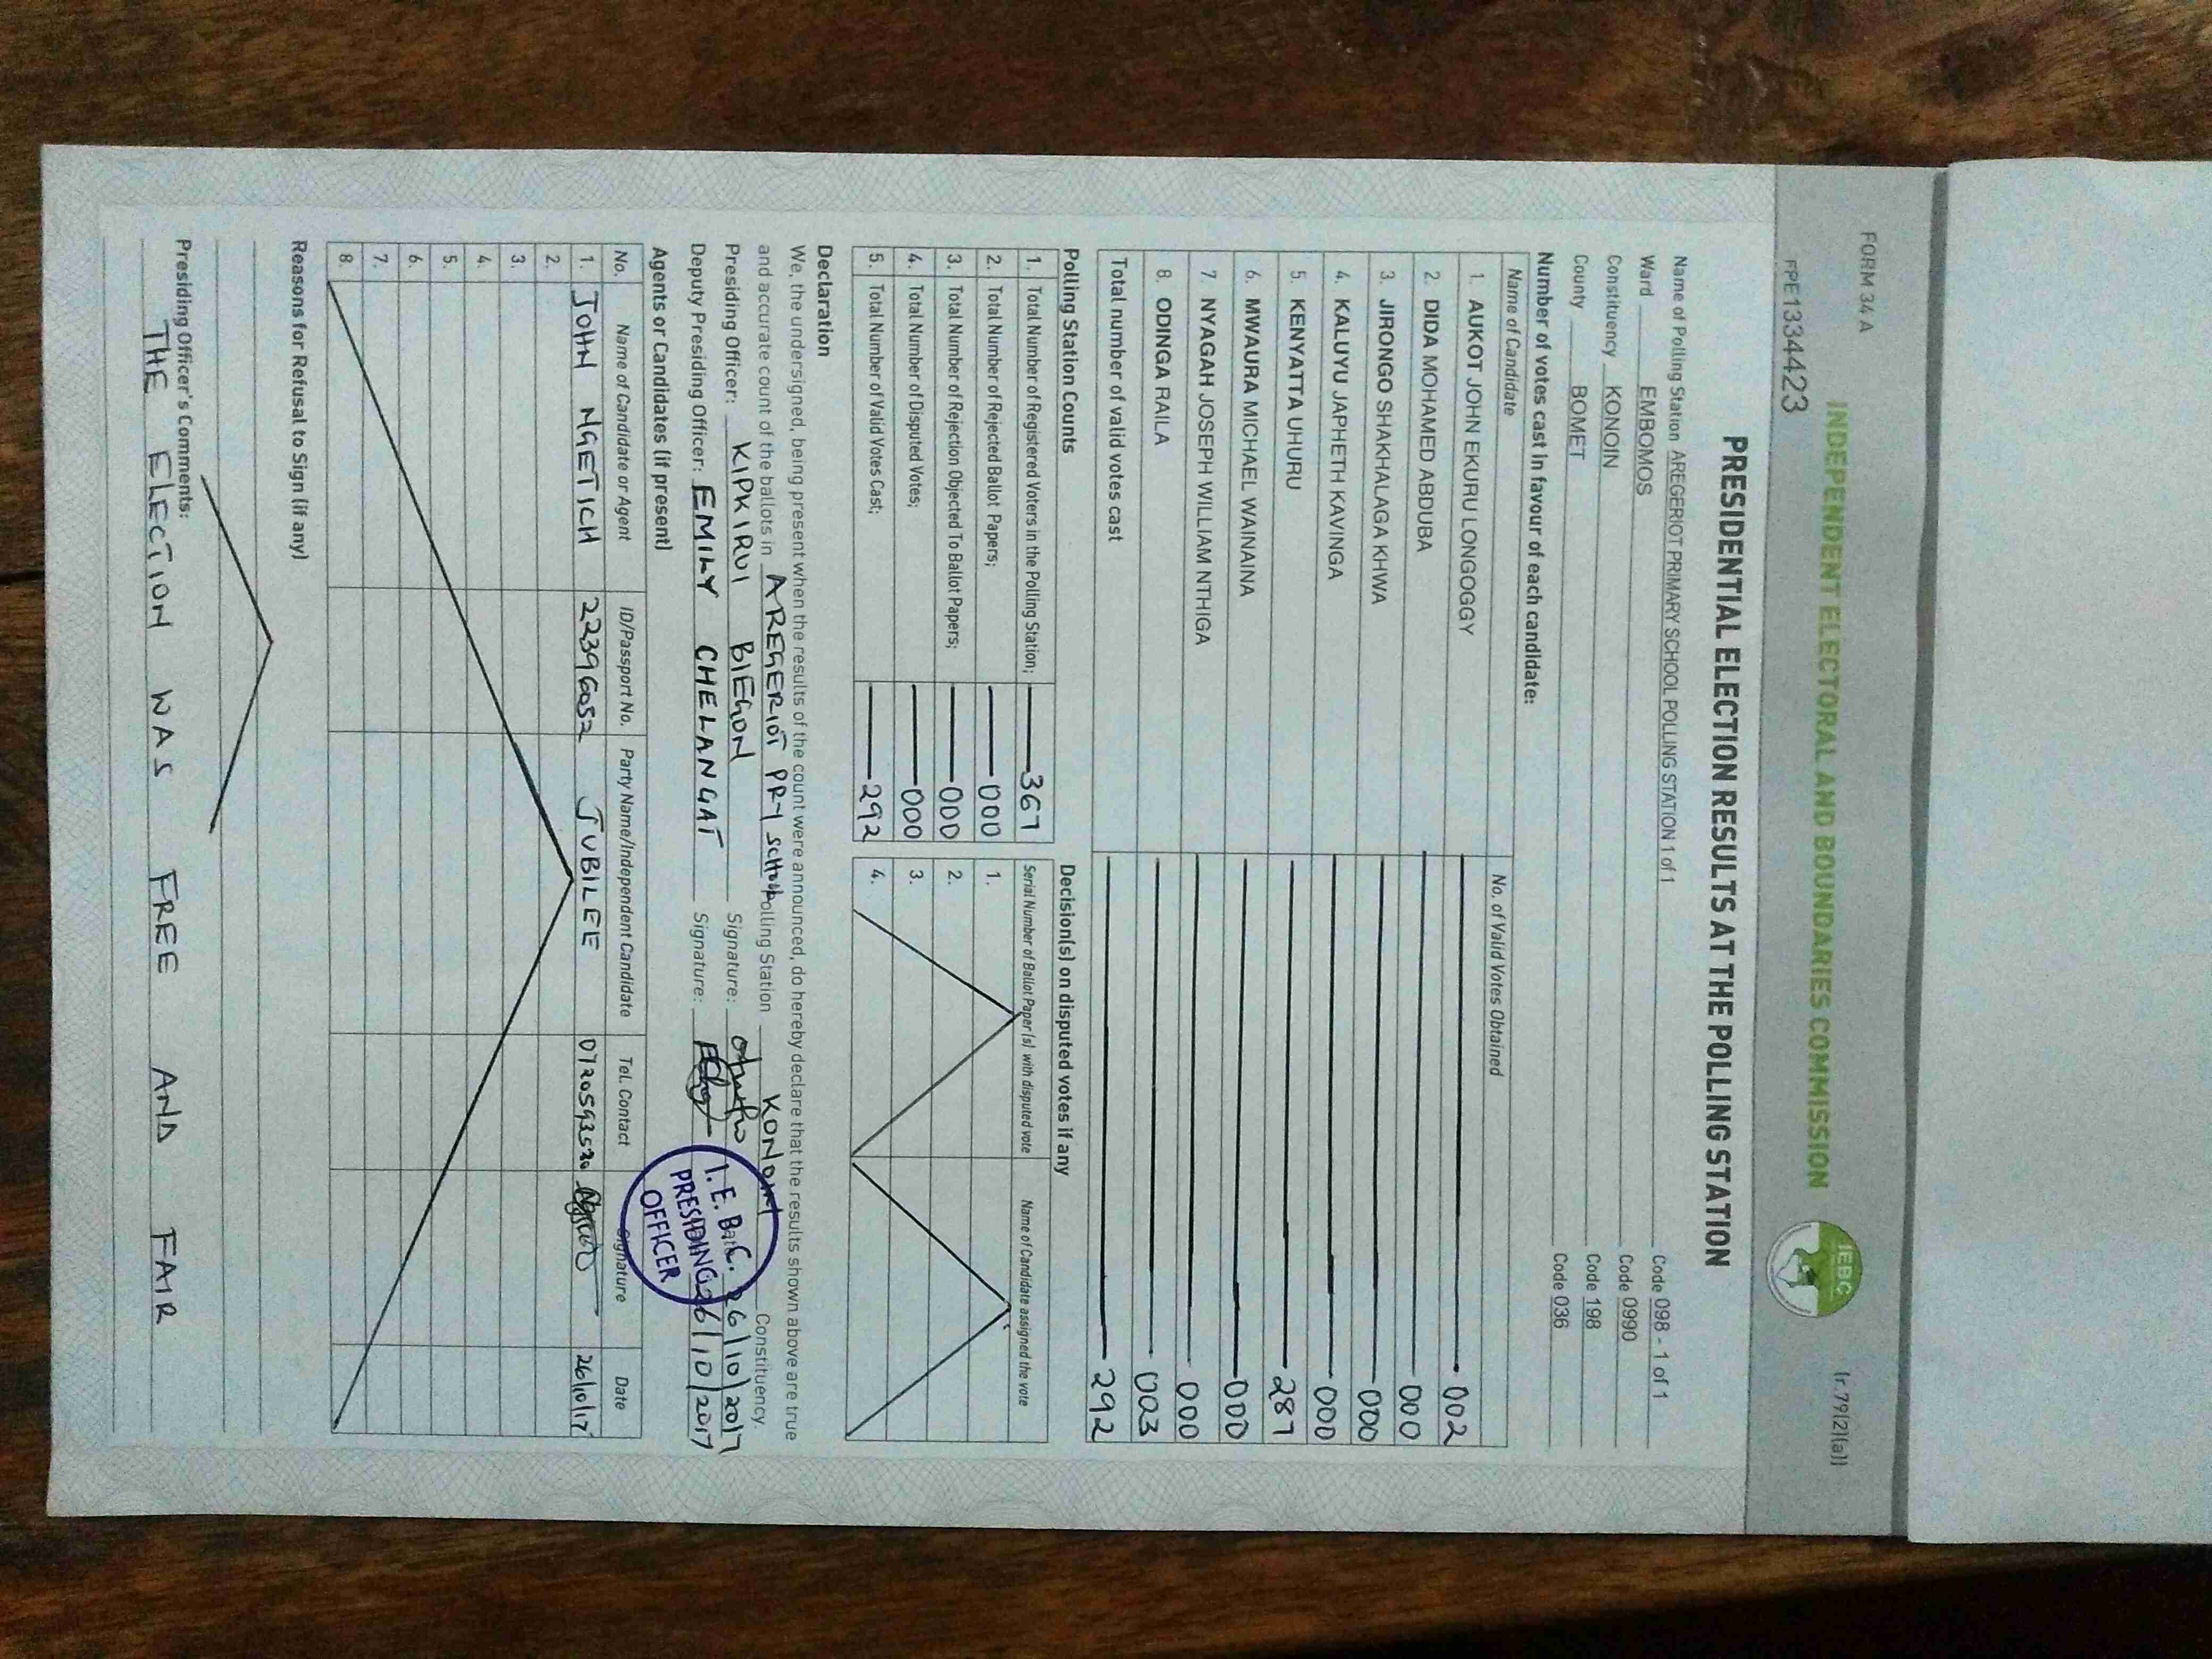 FORM 34 A
(r.79(2)(a))
INDEPENDENT ELECTORAL AND BOUNDARIES COMMISSION
IEBC
FPE1334423
PRESIDENTIAL ELECTION RESULTS AT THE POLLING STATION
Name of Polling Station AREGERIOT PRIMARY SCHOOL POLLING STATION 1 of 1 Code 098 - 1 of 1
Ward EMBOMOS Code 0990
Constituency KONOIN Code 198
County BOMET Code 036
Number of votes cast in favour of each candidate:
Name of Candidate No. of Valid Votes Obtained
1. AUKOT JOHN EKURU LONGOGGY 002
2. DIDA MOHAMED ABDUBA 000
3. JIRONGO SHAKHALAGA KHWA 000
4. KALUYU JAPHETH KAVINGA 000
5. KENYATTA UHURU 287
6. MWAURA MICHAEL WAINAINA 000
7. NYAGAH JOSEPH WILLIAM NTHIGA 000
8. ODINGA RAILA 003
Total number of valid votes cast 292
Polling Station Counts
1. Total Number of Registered Voters in the Polling Station; 367
2. Total Number of Rejected Ballot Papers; 000
3. Total Number of Rejection Objected To Ballot Papers; 000
4. Total Number of Disputed Votes; 000
5. Total Number of Valid Votes Cast; 292
Decision(s) on disputed votes if any
Serial Number of Ballot Paper(s) with disputed vote Name of Candidate assigned the vote
1.
2.
3.
4.
Declaration
We, the undersigned, being present when the results of the count were announced, do hereby declare that the results shown above are true
and accurate count of the ballots in AREGERIOT PRY SCHOOL Polling Station KONOIN Constituency.
Presiding Officer: KIPKIRUI BIEGON Signature: Date 26/10/2017
Deputy Presiding Officer: EMILY CHELANGAT Signature: 26/10/2017
I.E.B.C.
PRESIDING
OFFICER
Agents or Candidates (if present)
No. Name of Candidate or Agent ID/Passport No. Party Name/Independent Candidate Tel. Contact Signature Date
1. JOHN NGETICH 22396052 JUBILEE 0720593520 26/10/17
2.
3.
4.
5.
6.
7.
8.
Reasons for Refusal to Sign (if any)
Presiding Officer's Comments:
THE ELECTION WAS FREE AND FAIR